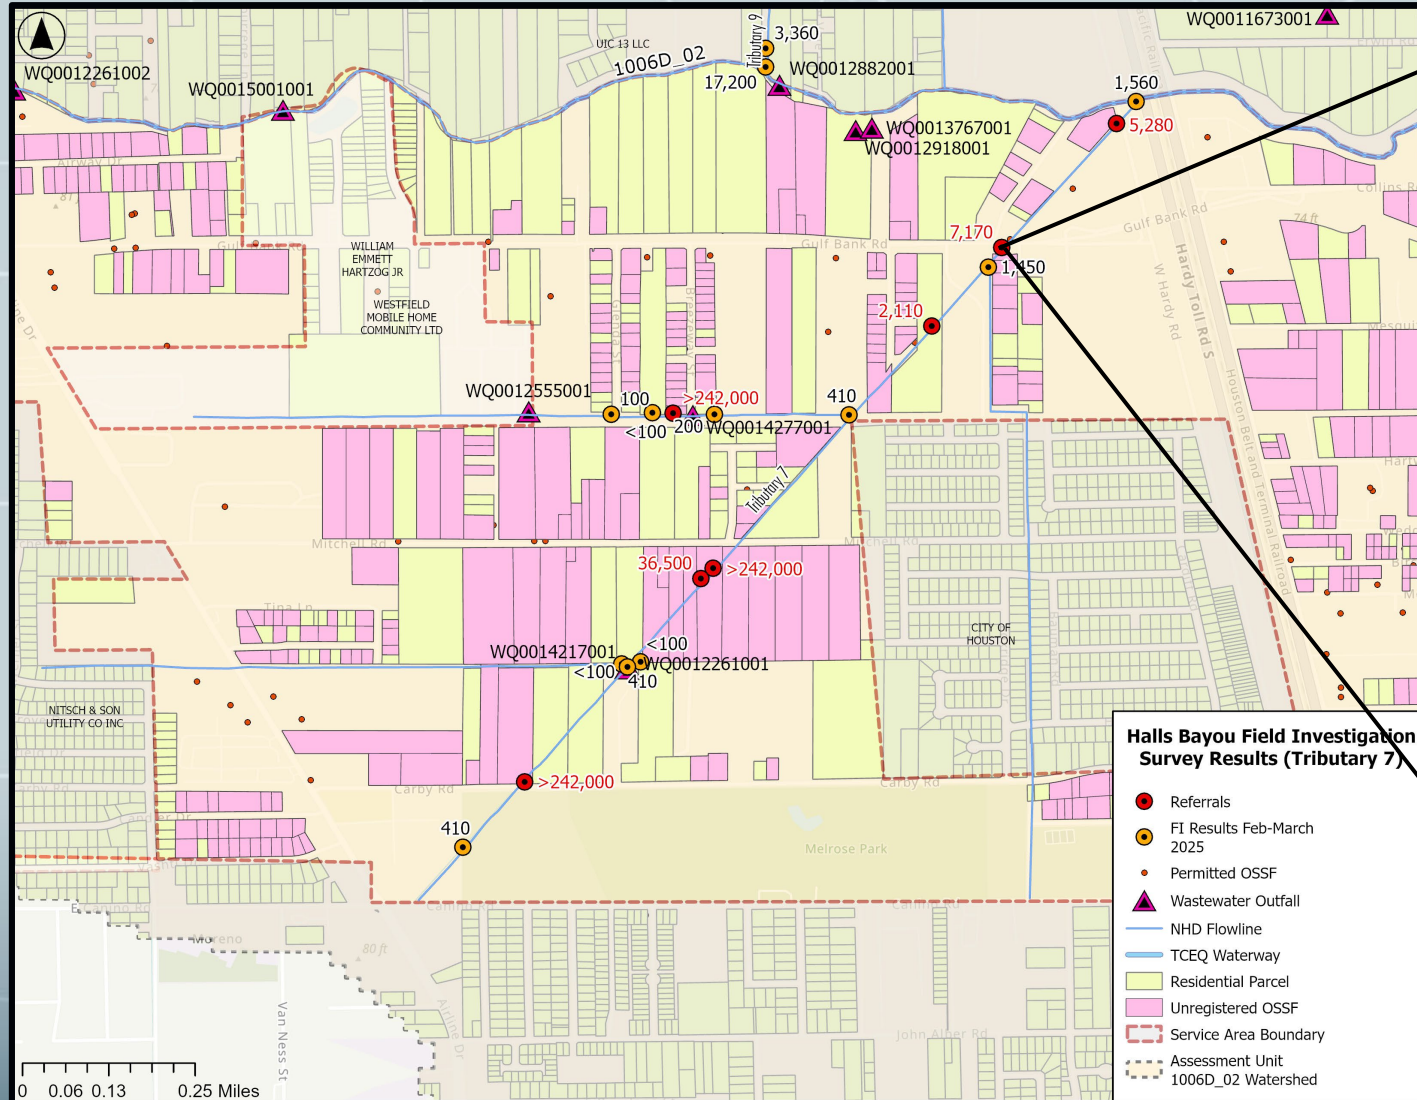 WQ0011673001
Tributary 9
3,360
UIC 13 LLC
1006D_02
WQ0012261002
WQ0015001001
17,200
WQ0012882001
1,560
5,280
WQ0013767001
WQ0012918001
Airway Dr
Collins R
74 ft
Gulf Bank Rd
Gulf Bank Rd
7,170
1,450
WILLIAM
EMMETT
HARTZOG JR
WESTFIELD
MOBILE HOME
COMMUNITY LTD
W Hardy Rd
Hardy Toll Rd S
2,110
WQ0012555001
100
>242,000
410
<100
200
WQ0014277001
Houston Belt and Terminal Railroad
Tributary 7
Mitchell Rd
Mitchell Rd
36,500
>242,000
Tina Ln
CITY OF
HOUSTON
<100
WQ0014217001
WQ0012261001
<100
410
NITSCH & SON
UTILITY CO INC
>242,000
Carby Rd
Carby Rd
410
Melrose Park
E Canino Rd
Moreno
80 ft
Van Ness St
Airline Dr
John Alber Rd
Halls Bayou Field Investigation
Survey Results (Tributary 7)
Referrals
FI Results Feb-March
2025
Permitted OSSF
Wastewater Outfall
NHD Flowline
TCEQ Waterway
Residential Parcel
Unregistered OSSF
Service Area Boundary
Assessment Unit
1006D_02 Watershed
0 0.06 0.13 0.25 Miles